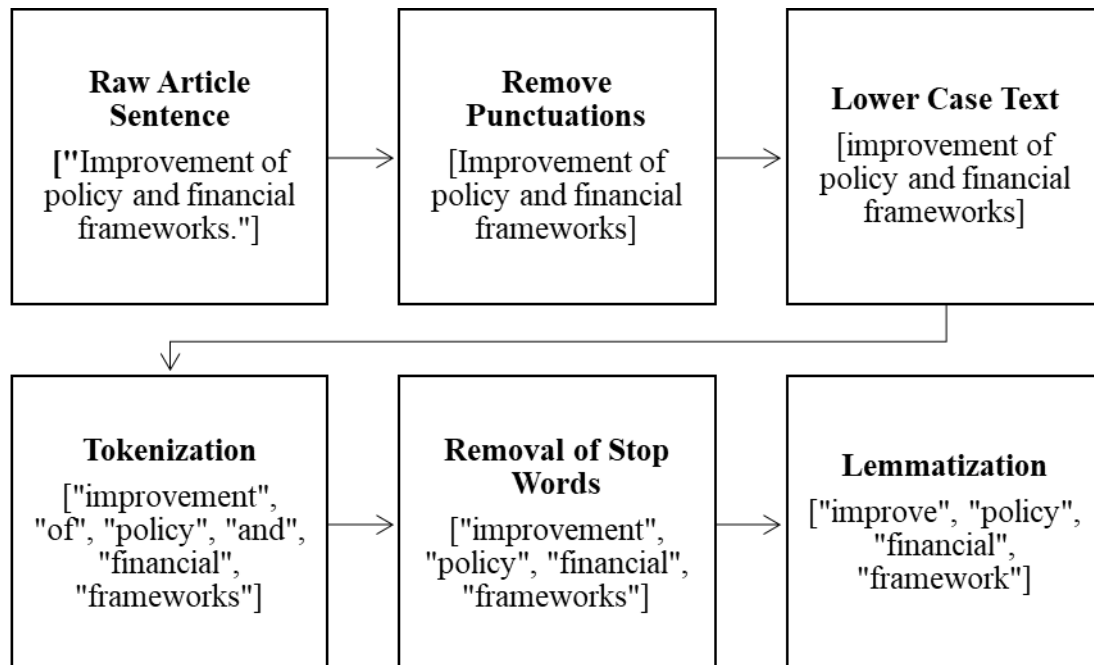 Raw Article
Sentence
["Improvement of
policy and financial
frameworks."]
Remove
Punctuations
[Improvement of
policy and financial
frameworks]
Lower Case Text
[improvement of
policy and financial
frameworks]
Tokenization
["improvement",
"of", "policy", "and",
"financial",
"frameworks"]
Removal of Stop
Words
["improvement",
"policy", "financial",
"frameworks"]
Lemmatization
["improve", "policy",
"financial",
"framework"]